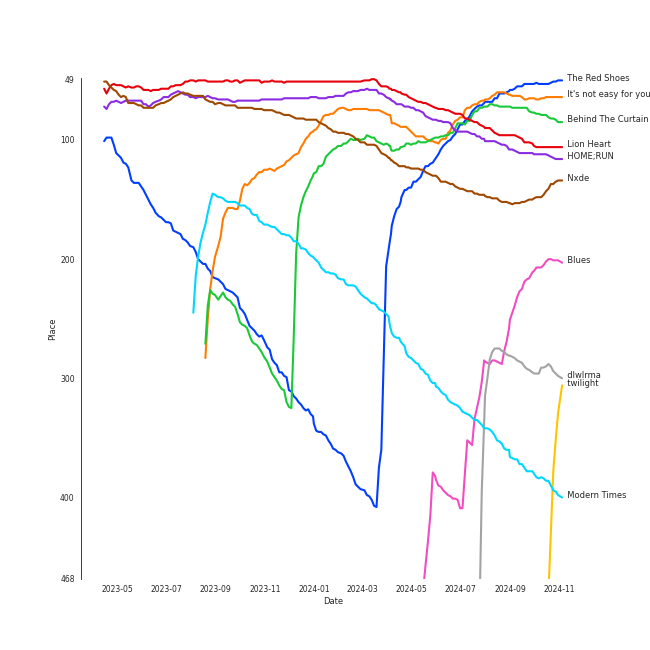 49
100
200
300
400
468
Place
2023-05
2023-07
2023-09
2023-11
2024-01
2024-03
2024-05
2024-07
2024-09
2024-11
Date
The Red Shoes
It's not easy for you
Behind The Curtain
Lion Heart
HOME;RUN
Nxde
Blues
dlwlrma
twilight
Modern Times